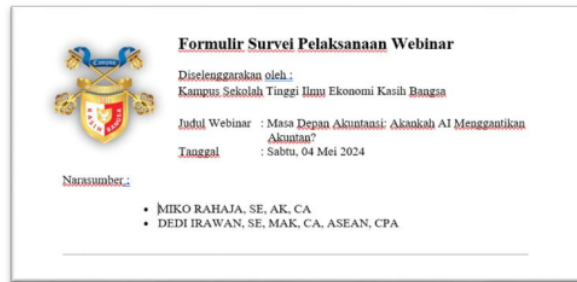 Formulir Survei Pelaksanaan Webinar
Diselenggarakan oleh :
Kampus Sekolah Tinggi Ilmu Ekonomi Kasih Bangsa
Judul Webinar : Masa Depan Akuntansi: Akankah AI Menggantikan
Akuntan?
Tanggal : Sabtu, 04 Mei 2024
Narasumber :
• MIKO RAHAJA, SE, AK, CA
• DEDI IRAWAN, SE, MAK, CA, ASEAN, CPA
KASIH BANGSA